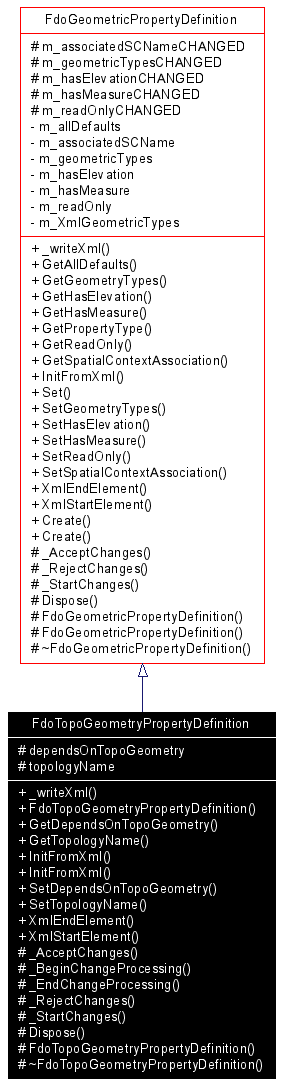 FdoGeometricPropertyDefinition
# m_associatedSCNameCHANGED
# m_geometricTypesCHANGED
# m_hasElevationCHANGED
# m_hasMeasureCHANGED
# m_readOnlyCHANGED
- m_allDefaults
- m_associatedSCName
- m_geometricTypes
- m_hasElevation
- m_hasMeasure
- m_readOnly
- m_XmlGeometricTypes
+ _writeXml()
+ GetAllDefaults()
+ GetGeometryTypes()
+ GetHasElevation()
+ GetHasMeasure()
+ GetPropertyType()
+ GetReadOnly()
+ GetSpatialContextAssociation()
+ InitFromXml()
+ Set()
+ SetGeometryTypes()
+ SetHasElevation()
+ SetHasMeasure()
+ SetReadOnly()
+ SetSpatialContextAssociation()
+ XmlEndElement()
+ XmlStartElement()
+ Create()
+ Create()
# _AcceptChanges()
# _RejectChanges()
# _StartChanges()
# Dispose()
# FdoGeometricPropertyDefinition()
# FdoGeometricPropertyDefinition()
# ~FdoGeometricPropertyDefinition()
FdoTopoGeometryPropertyDefinition
# dependsOnTopoGeometry
# topologyName
+ _writeXml()
+ FdoTopoGeometryPropertyDefinition()
+ GetDependsOnTopoGeometry()
+ GetTopologyName()
+ InitFromXml()
+ InitFromXml()
+ SetDependsOnTopoGeometry()
+ SetTopologyName()
+ XmlEndElement()
+ XmlStartElement()
# _AcceptChanges()
# _BeginChangeProcessing()
# _EndChangeProcessing()
# _RejectChanges()
# _StartChanges()
# Dispose()
# FdoTopoGeometryPropertyDefinition()
# ~FdoTopoGeometryPropertyDefinition()